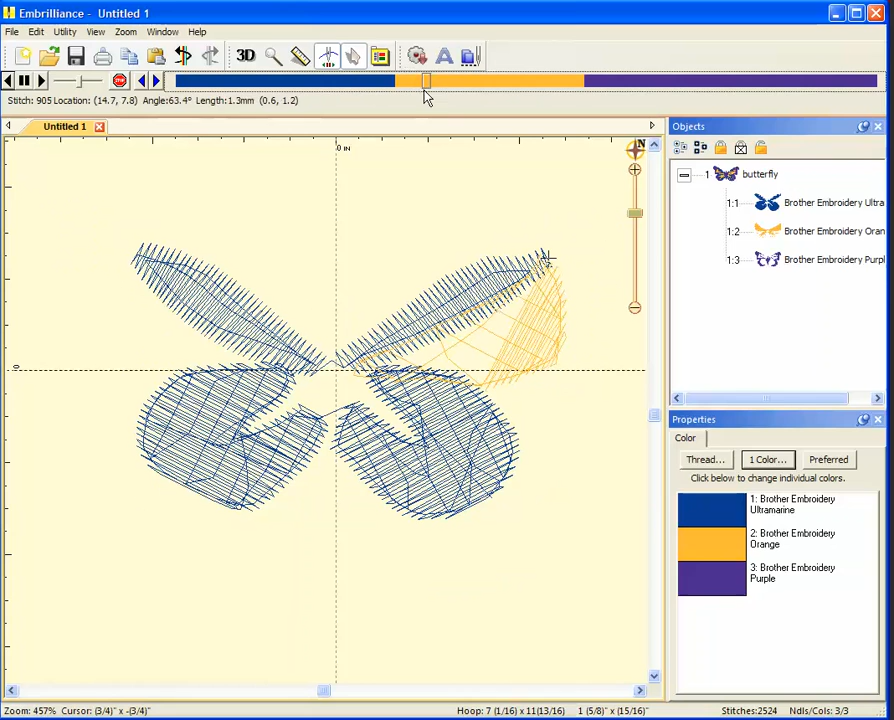 Embrilliance - Untitled 1
File Edit Utility View Zoom Window Help
3D
STOP
Stitch: 905 Location: (14.7, 7.8) Angle:63.4° Length:1.3mm (0.6, 1.2)
Untitled 1
0 IN
N
0
Objects
1 butterfly
1:1 Brother Embroidery Ultra
1:2 Brother Embroidery Oran
1:3 Brother Embroidery Purpl
Properties
Color
Thread... 1 Color... Preferred
Click below to change individual colors.
1: Brother Embroidery
Ultramarine
2: Brother Embroidery
Orange
3: Brother Embroidery
Purple
Zoom: 457% Cursor: (3/4)" x -(3/4)" Hoop: 7 (1/16) x 11(13/16) 1 (5/8)" x (15/16)" Stitches:2524 Ndls/Cols: 3/3